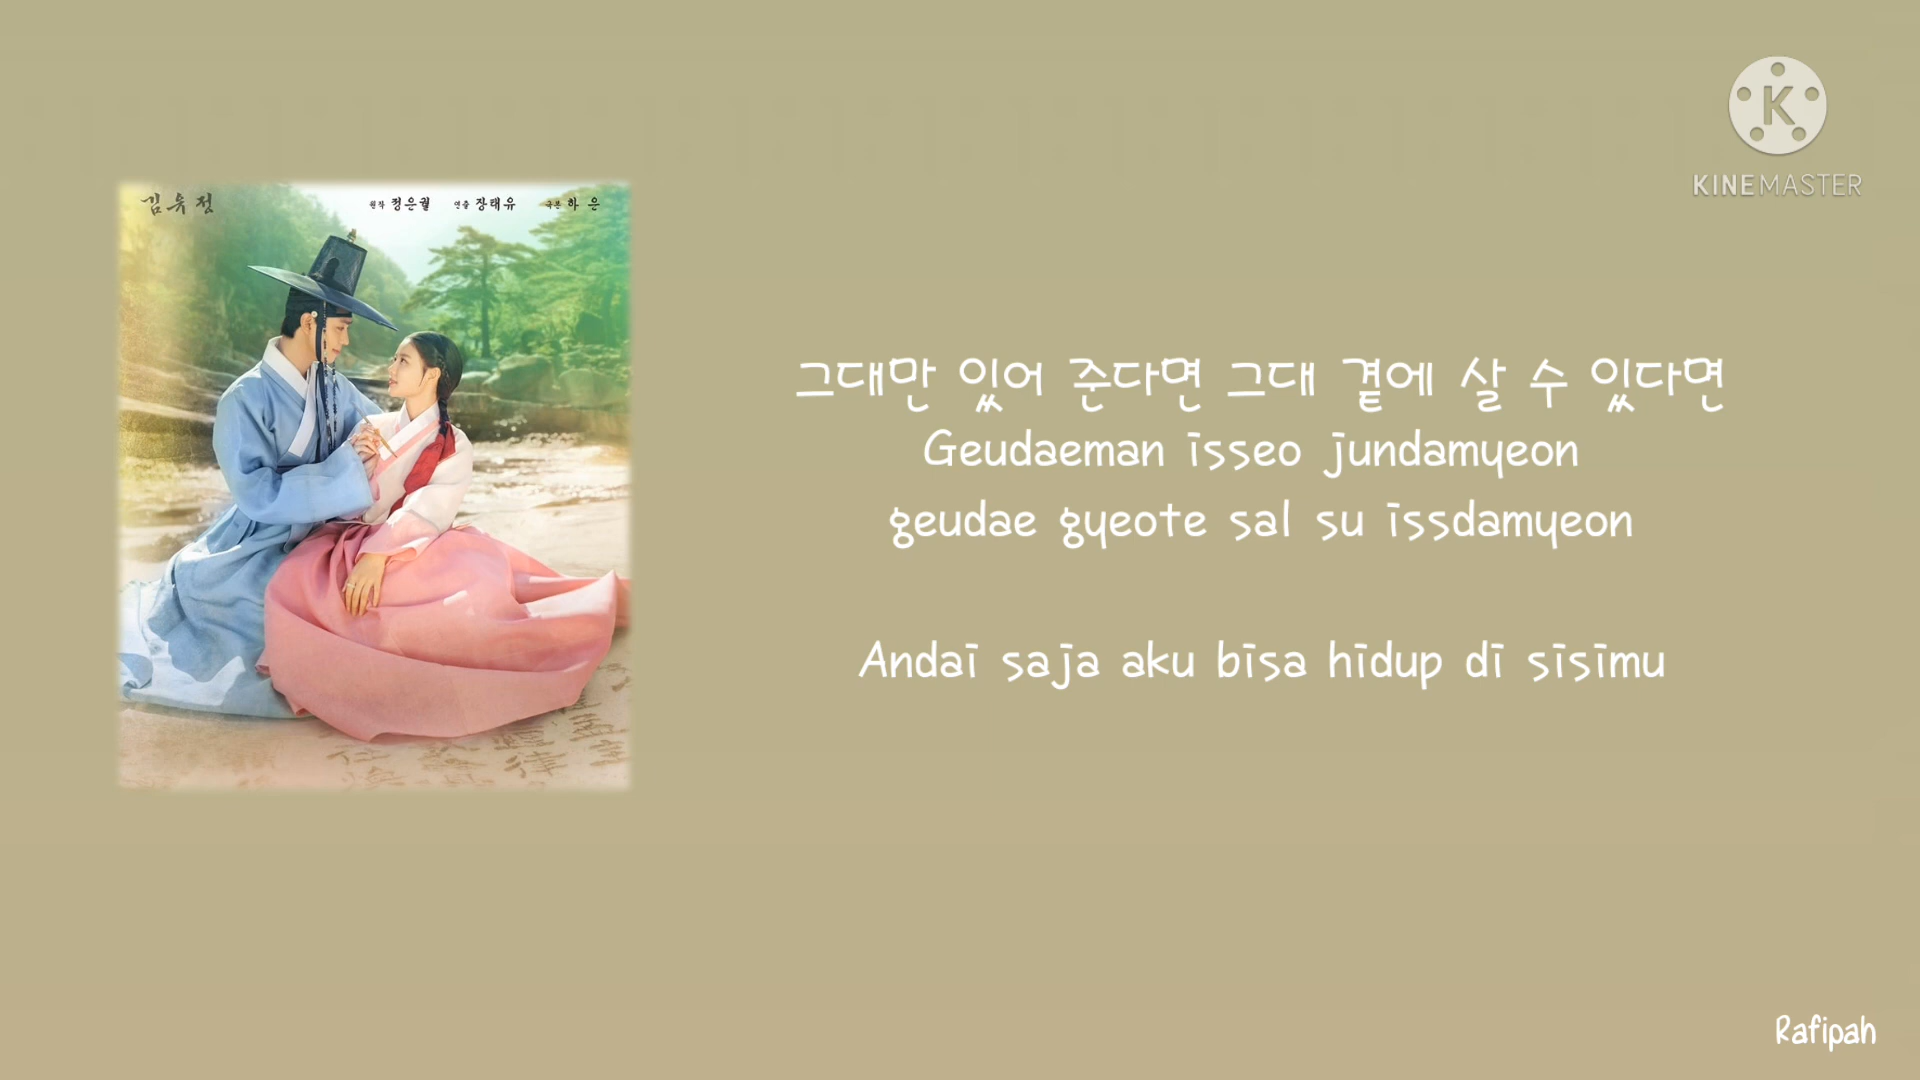 김유정
원작 정은궐 연출 장태유 극본 하은
KINEMASTER
그대만 있어 준다면 그대 곁에 살 수 있다면
Geudaeman isseo jundamyeon
geudae gyeote sal su issdamyeon
Andai saja aku bisa hidup di sisimu
Rafipah